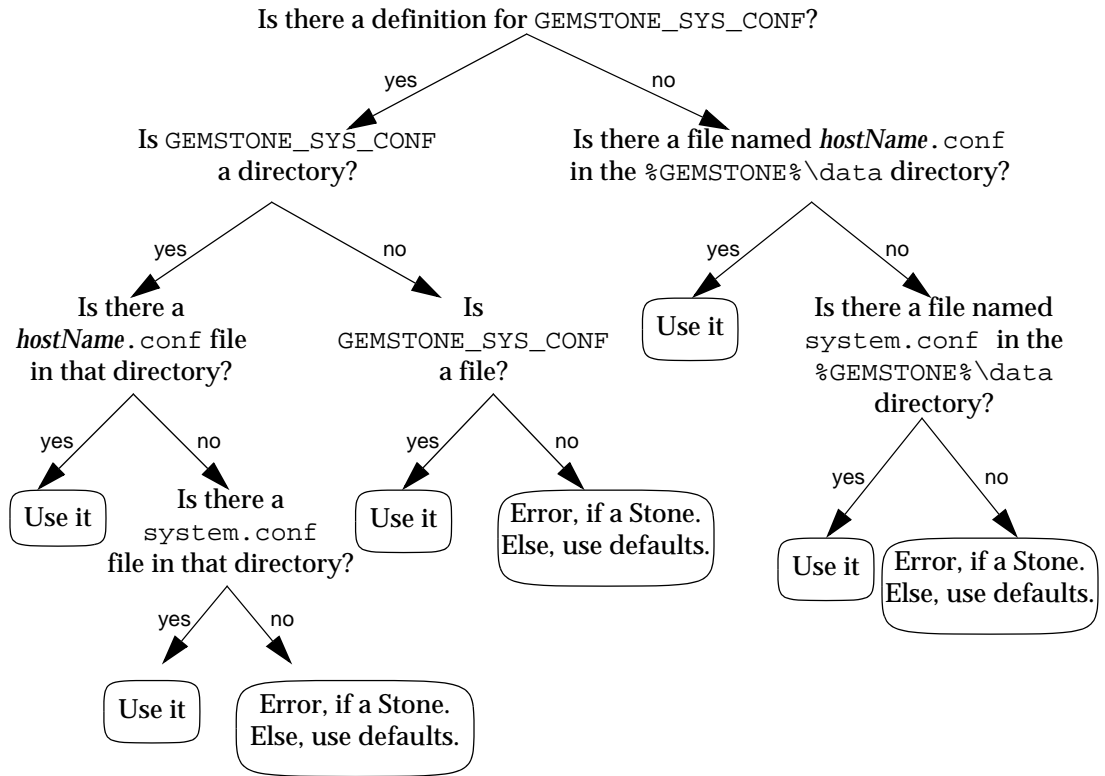 Is there a definition for GEMSTONE_SYS_CONF?
yes
no
Is GEMSTONE_SYS_CONF
a directory?
Is there a file named hostName.conf
in the %GEMSTONE%\data directory?
yes
no
yes
no
Is there a
hostName.conf file
in that directory?
Is
GEMSTONE_SYS_CONF
a file?
Use it
Is there a file named
system.conf in the
%GEMSTONE%\data
directory?
yes
no
yes
no
yes
no
Use it
Is there a
system.conf
file in that directory?
Use it
Error, if a Stone.
Else, use defaults.
Use it
Error, if a Stone.
Else, use defaults.
yes
no
Use it
Error, if a Stone.
Else, use defaults.